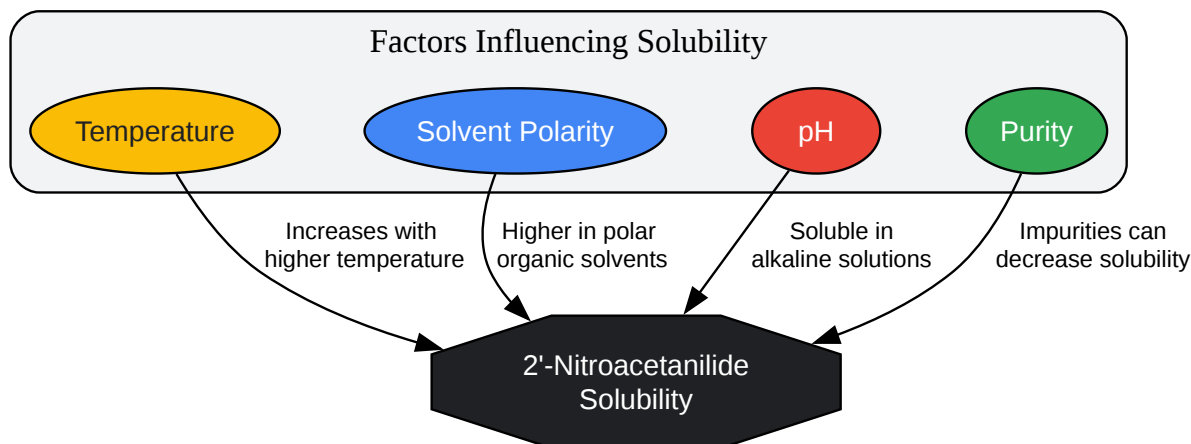 Factors Influencing Solubility
Temperature
Solvent Polarity
pH
Purity
Increases with
higher temperature
Higher in polar
organic solvents
Soluble in
alkaline solutions
Impurities can
decrease solubility
2'-Nitroacetanilide
Solubility